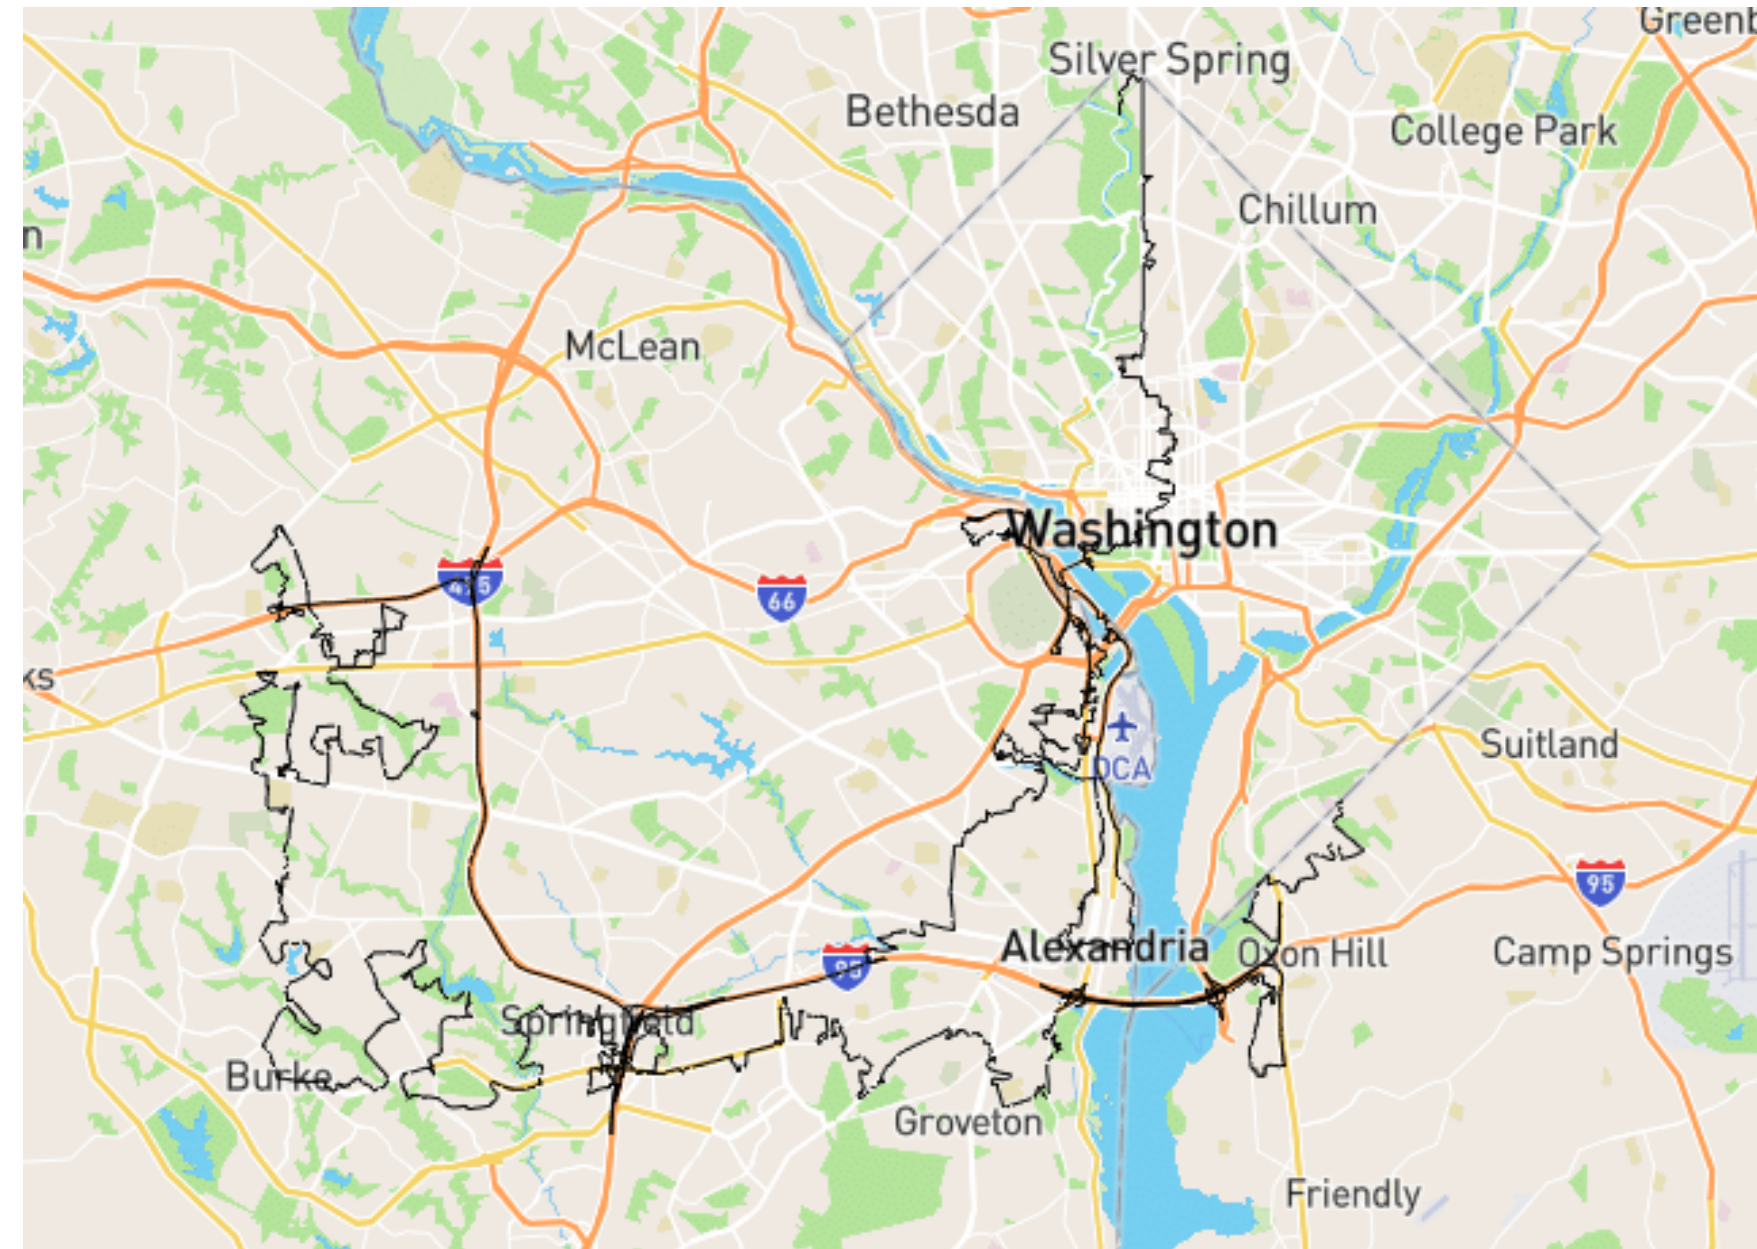 Greenb
Silver Spring
Bethesda
College Park
Chillum
n
McLean
Washington
495
66
ks
Suitland
DCA
95
Alexandria
Oxon Hill
Camp Springs
95
Springfield
Burke
Groveton
Friendly